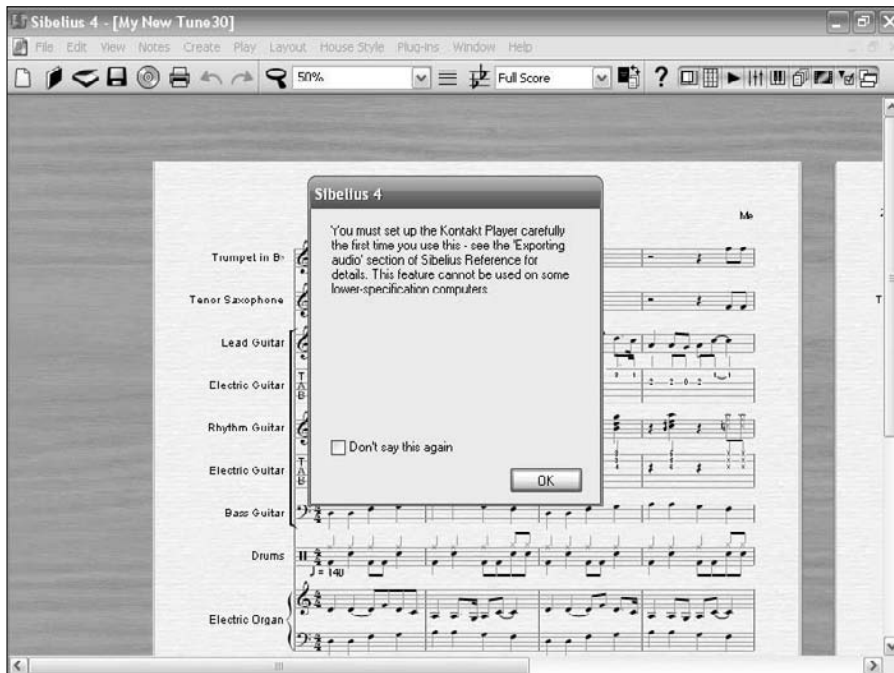 Sibelius 4 - [My New Tune30]
File Edit View Notes Create Play Layout House Style Plug-ins Window Help
50% Full Score
Sibelius 4
You must set up the Kontakt Player carefully
the first time you use this - see the 'Exporting
audio' section of Sibelius Reference for
details. This feature cannot be used on some
lower-specification computers.
Don't say this again
OK
Me
Trumpet in B♭
Tenor Saxophone
Lead Guitar
Electric Guitar
T
A
B
Rhythm Guitar
Electric Guitar
T
A
B
Bass Guitar
Drums
♩ = 140
Electric Organ
T